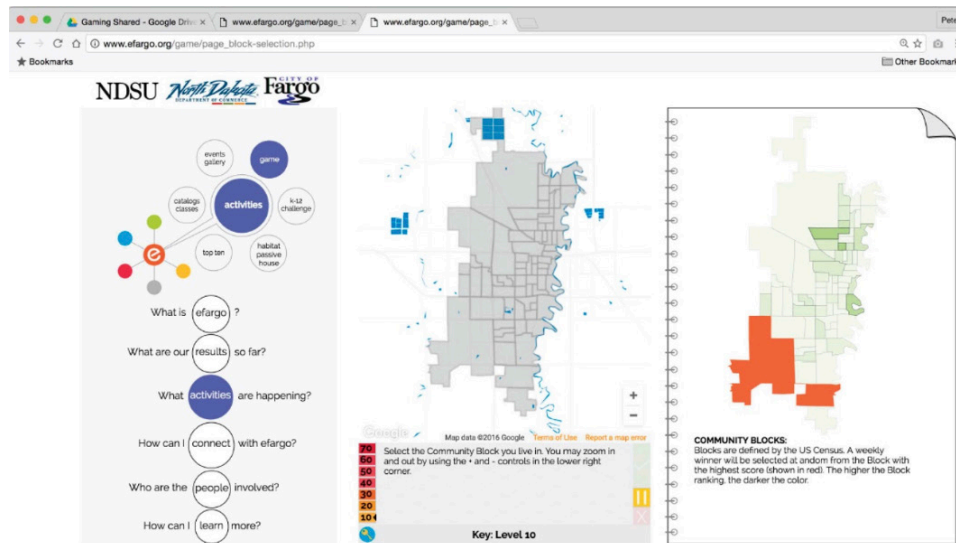 Gaming Shared - Google Drive
www.efargo.org/game/page_b
www.efargo.org/game/page_b
Pete
www.efargo.org/game/page_block-selection.php
Bookmarks
Other Bookmark
NDSU
North Dakota
DEPARTMENT OF COMMERCE
CITY OF
Fargo
events
gallery
game
catalogs
classes
activities
k-12
challenge
top ten
habitat
passive
house
e
What is efargo ?
What are our results so far?
What activities are happening?
How can I connect with efargo?
Who are the people involved?
How can I learn more?
+
−
Google
Map data ©2016 Google Terms of Use Report a map error
70
60
50
40
30
20
10
Select the Community Block you live in. You may zoom in
and out by using the + and - controls in the lower right
corner.
Key: Level 10
COMMUNITY BLOCKS:
Blocks are defined by the US Census. A weekly
winner will be selected at andom from the Block with
the highest score (shown in red). The higher the Block
ranking, the darker the color.